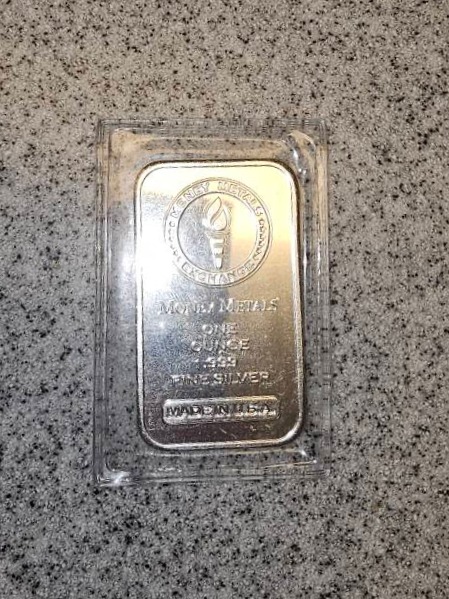 MONEY METALS
EXCHANGE
MONEY METALS
ONE
OUNCE
.999
FINE SILVER
MADE IN U.S.A.